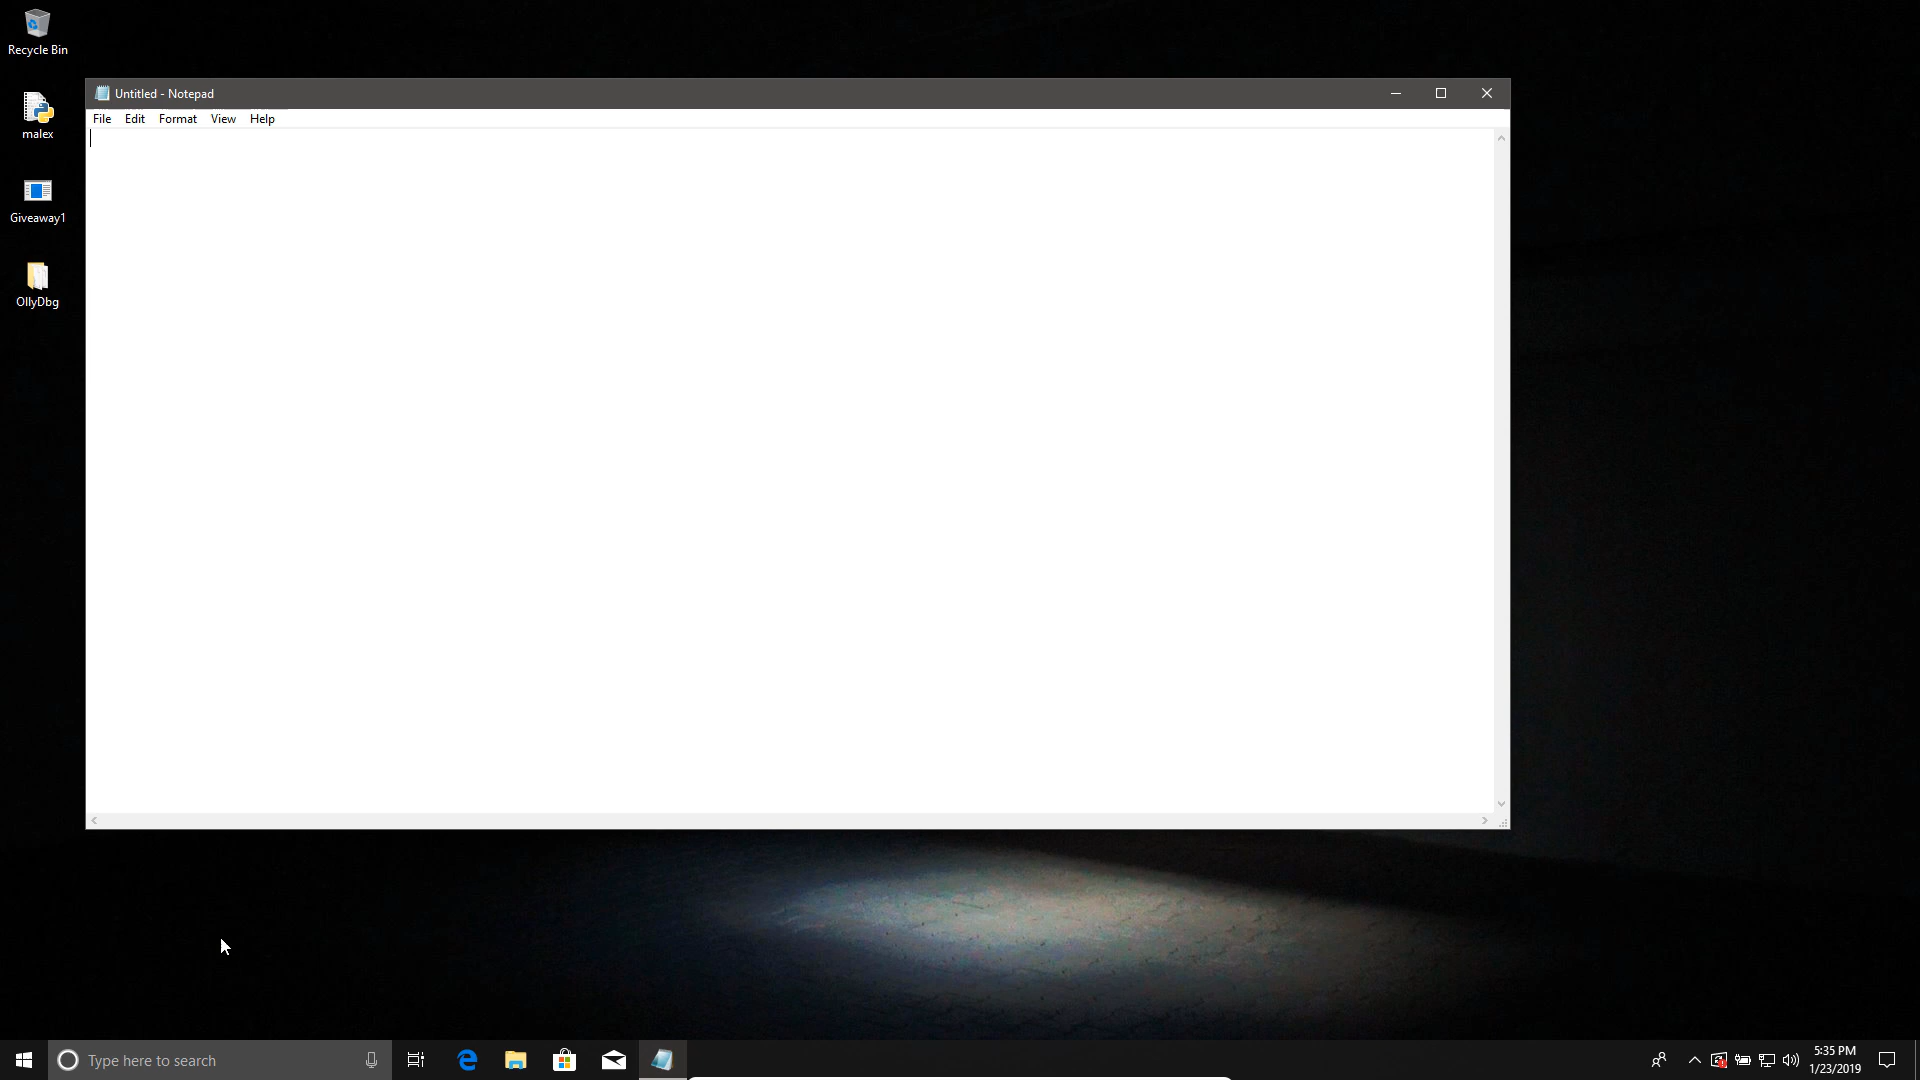 Recycle Bin
malex
Giveaway1
OllyDbg
Untitled - Notepad
File Edit Format View Help
Type here to search
5:35 PM
1/23/2019